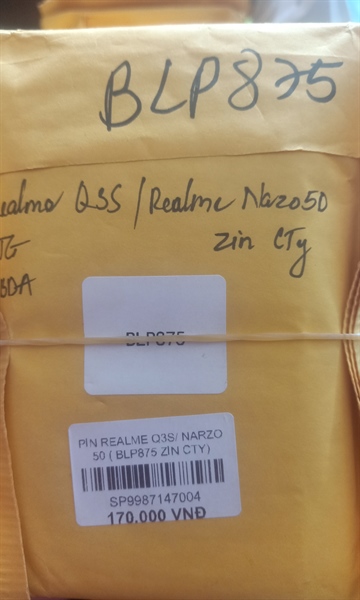 BLP875
ealme Q3S / Realme Narzo50
Zin CTy
BLP875
PIN REALME Q3S/ NARZO
50 ( BLP875 ZIN CTY)
SP9987147004
170.000 VNĐ